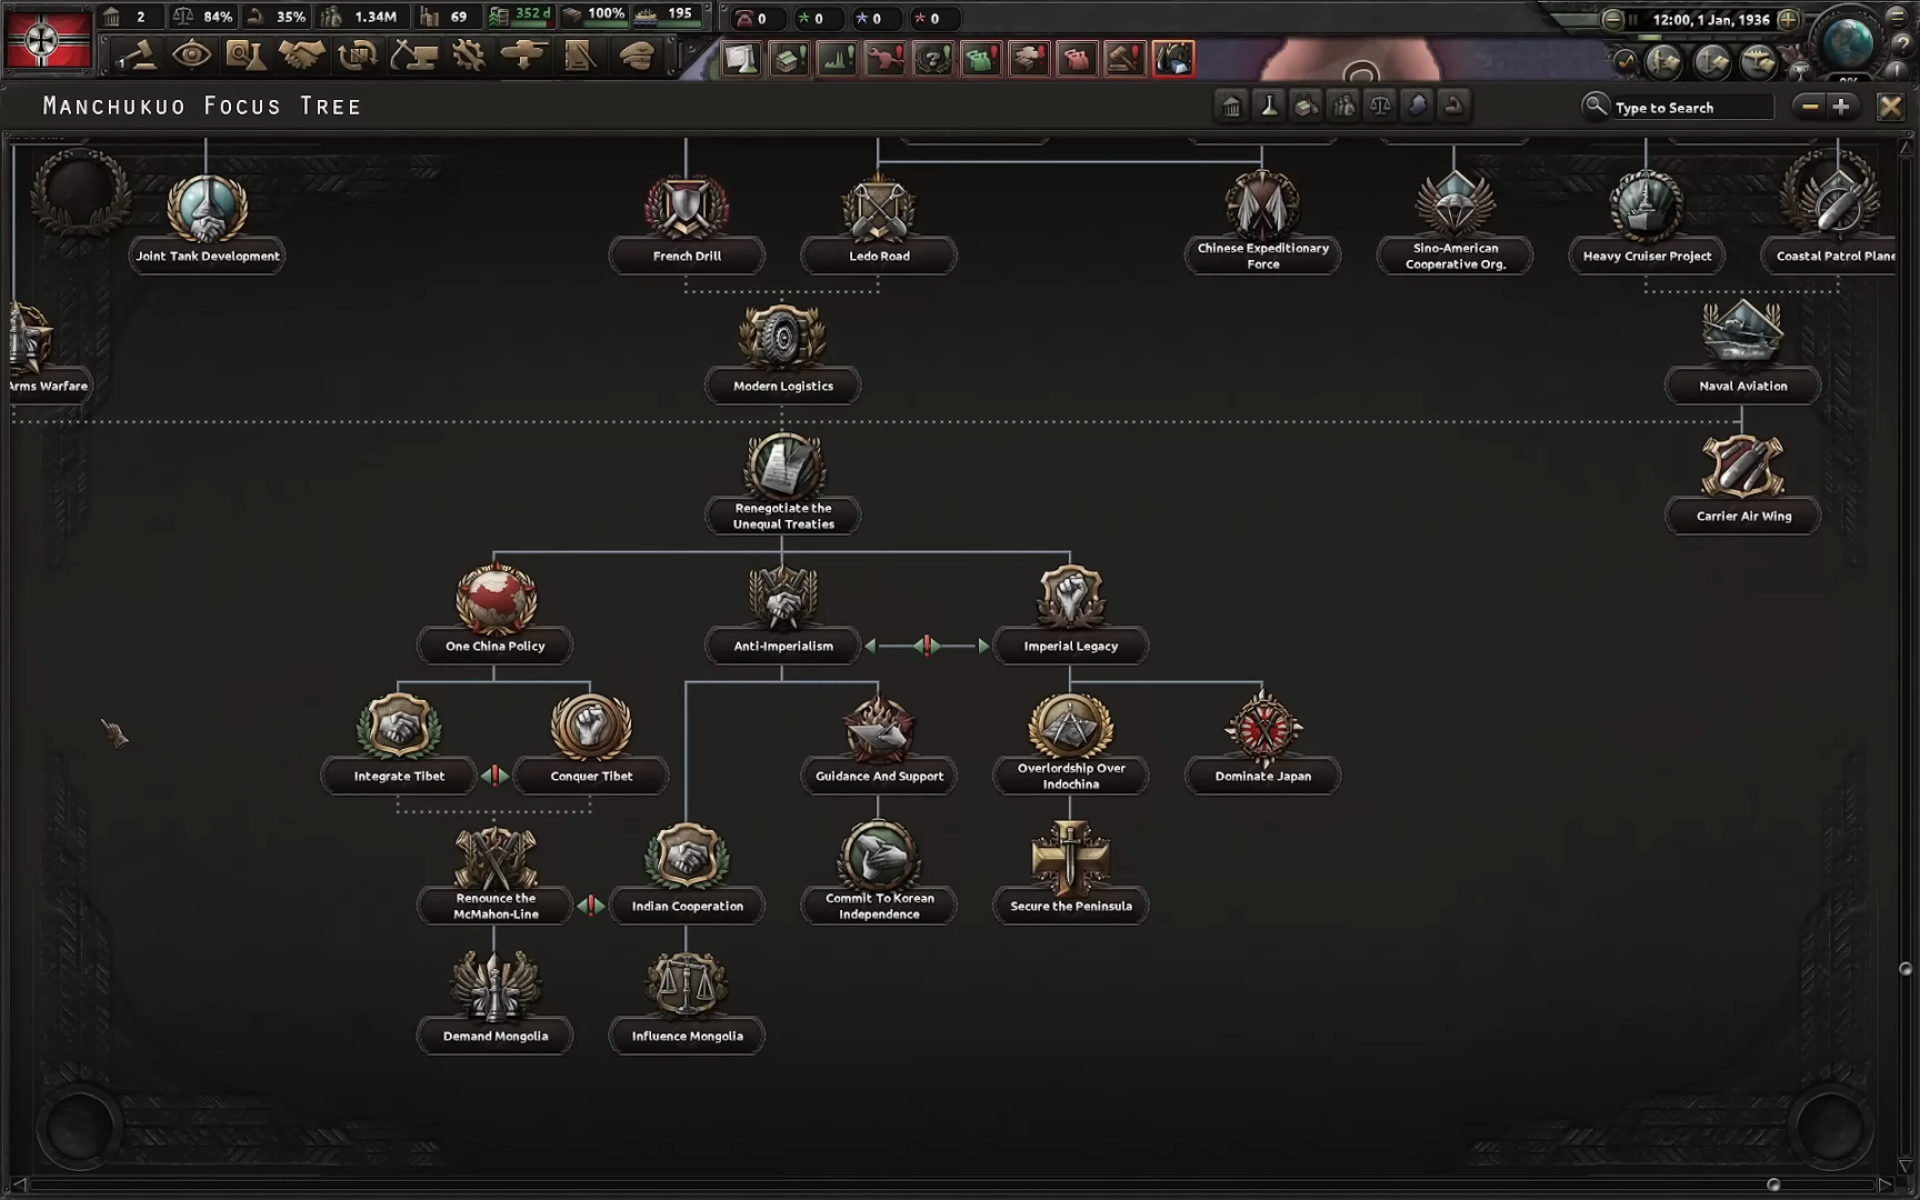 2
84%
35%
1.34M
69
352 d
100%
195
0
0
0
0
12:00, 1 Jan, 1936
1
MANCHUKUO FOCUS TREE
Type to Search
Joint Tank Development
French Drill
Ledo Road
Chinese Expeditionary
Force
Sino-American
Cooperative Org.
Heavy Cruiser Project
Coastal Patrol Plane
Arms Warfare
Modern Logistics
Naval Aviation
Renegotiate the
Unequal Treaties
Carrier Air Wing
One China Policy
Anti-Imperialism
Imperial Legacy
Integrate Tibet
Conquer Tibet
Guidance And Support
Overlordship Over
Indochina
Dominate Japan
Renounce the
McMahon-Line
Indian Cooperation
Commit To Korean
Independence
Secure the Peninsula
Demand Mongolia
Influence Mongolia